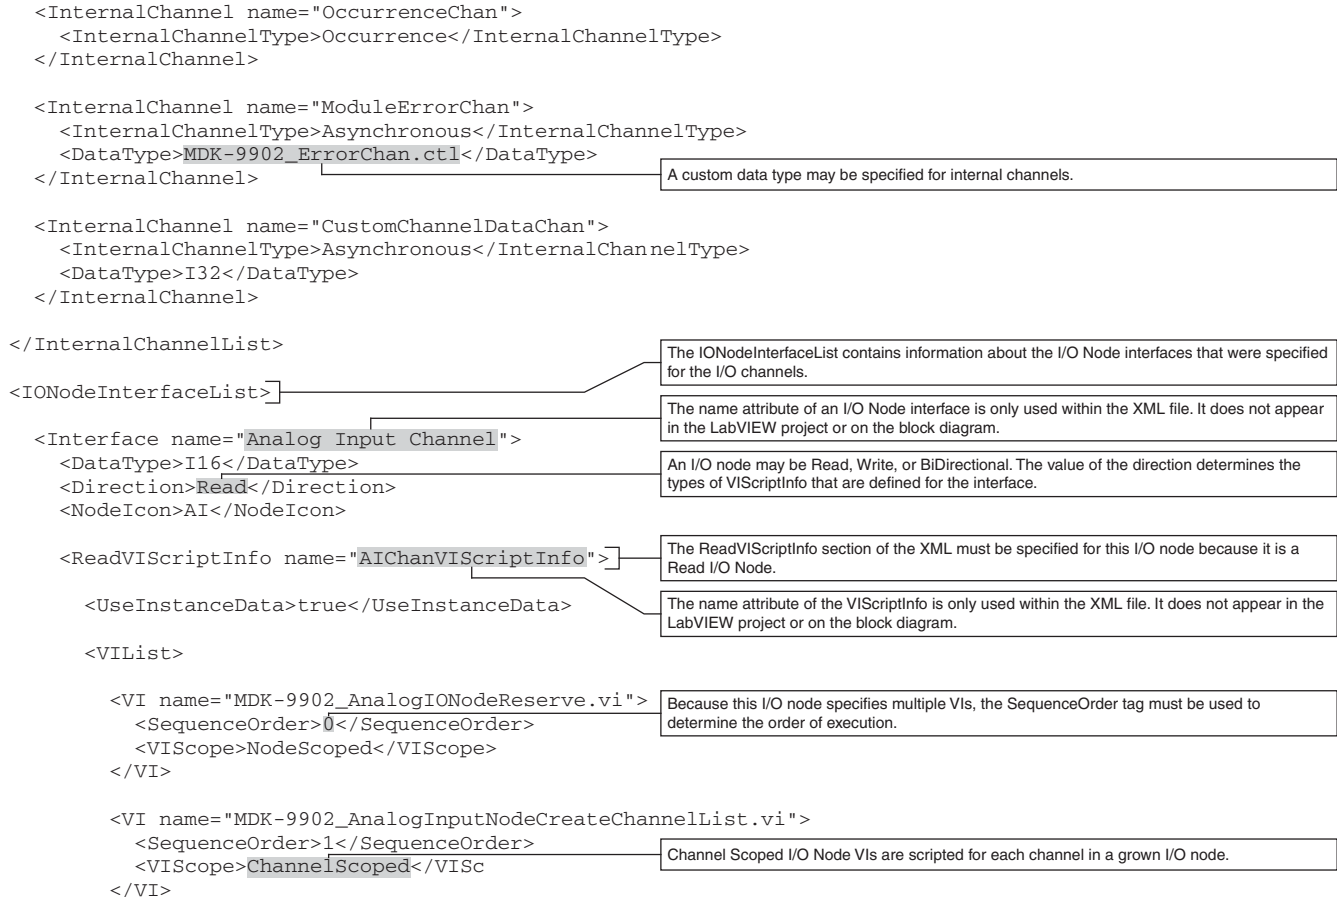 <InternalChannel name="OccurrenceChan">
<InternalChannelType>Occurrence</InternalChannelType>
</InternalChannel>
<InternalChannel name="ModuleErrorChan">
<InternalChannelType>Asynchronous</InternalChannelType>
<DataType>MDK-9902_ErrorChan.ctl</DataType>
</InternalChannel>
A custom data type may be specified for internal channels.
<InternalChannel name="CustomChannelDataChan">
<InternalChannelType>Asynchronous</InternalChannelType>
<DataType>I32</DataType>
</InternalChannel>
</InternalChannelList>
The IONodeInterfaceList contains information about the I/O Node interfaces that were specified
for the I/O channels.
<IONodeInterfaceList>
The name attribute of an I/O Node interface is only used within the XML file. It does not appear
in the LabVIEW project or on the block diagram.
<Interface name="Analog Input Channel">
<DataType>I16</DataType>
An I/O node may be Read, Write, or BiDirectional. The value of the direction determines the
types of VIScriptInfo that are defined for the interface.
<Direction>Read</Direction>
<NodeIcon>AI</NodeIcon>
<ReadVIScriptInfo name="AIChanVIScriptInfo">
The ReadVIScriptInfo section of the XML must be specified for this I/O node because it is a
Read I/O Node.
<UseInstanceData>true</UseInstanceData>
The name attribute of the VIScriptInfo is only used within the XML file. It does not appear in the
LabVIEW project or on the block diagram.
<VIList>
<VI name="MDK-9902_AnalogIONodeReserve.vi">
<SequenceOrder>0</SequenceOrder>
Because this I/O node specifies multiple VIs, the SequenceOrder tag must be used to
determine the order of execution.
<VIScope>NodeScoped</VIScope>
</VI>
<VI name="MDK-9902_AnalogInputNodeCreateChannelList.vi">
<SequenceOrder>1</SequenceOrder>
<VIScope>ChannelScoped</VISc
Channel Scoped I/O Node VIs are scripted for each channel in a grown I/O node.
</VI>